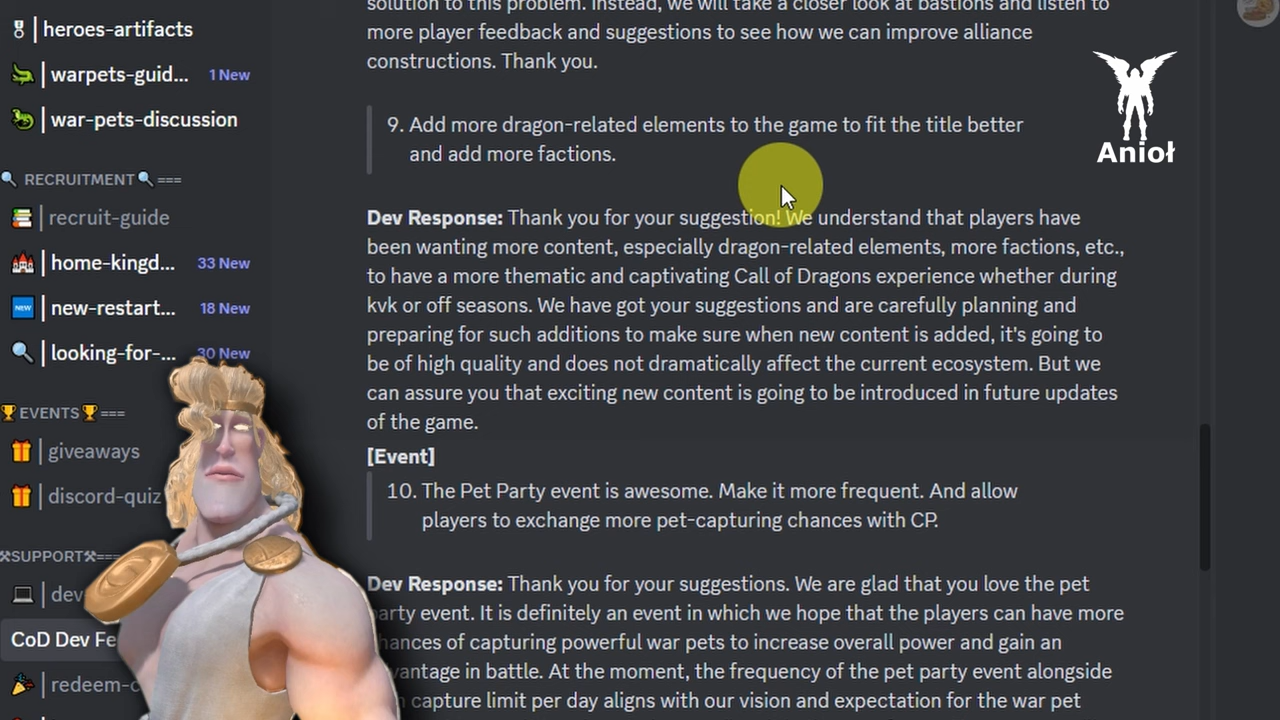 heroes-artifacts
warpets-guid... 1 New
war-pets-discussion
RECRUITMENT ===
recruit-guide
home-kingd... 33 New
NEW new-restart... 18 New
looking-for-... 30 New
EVENTS ===
giveaways
discord-quiz
SUPPORT ===
dev
CoD Dev Fe
redeem-c
solution to this problem. Instead, we will take a closer look at bastions and listen to
more player feedback and suggestions to see how we can improve alliance
constructions. Thank you.
9. Add more dragon-related elements to the game to fit the title better
and add more factions.
Dev Response: Thank you for your suggestion! We understand that players have
been wanting more content, especially dragon-related elements, more factions, etc.,
to have a more thematic and captivating Call of Dragons experience whether during
kvk or off seasons. We have got your suggestions and are carefully planning and
preparing for such additions to make sure when new content is added, it's going to
be of high quality and does not dramatically affect the current ecosystem. But we
can assure you that exciting new content is going to be introduced in future updates
of the game.
[Event]
10. The Pet Party event is awesome. Make it more frequent. And allow
players to exchange more pet-capturing chances with CP.
Dev Response: Thank you for your suggestions. We are glad that you love the pet
party event. It is definitely an event in which we hope that the players can have more
chances of capturing powerful war pets to increase overall power and gain an
advantage in battle. At the moment, the frequency of the pet party event alongside
capture limit per day aligns with our vision and expectation for the war pet
Anioł